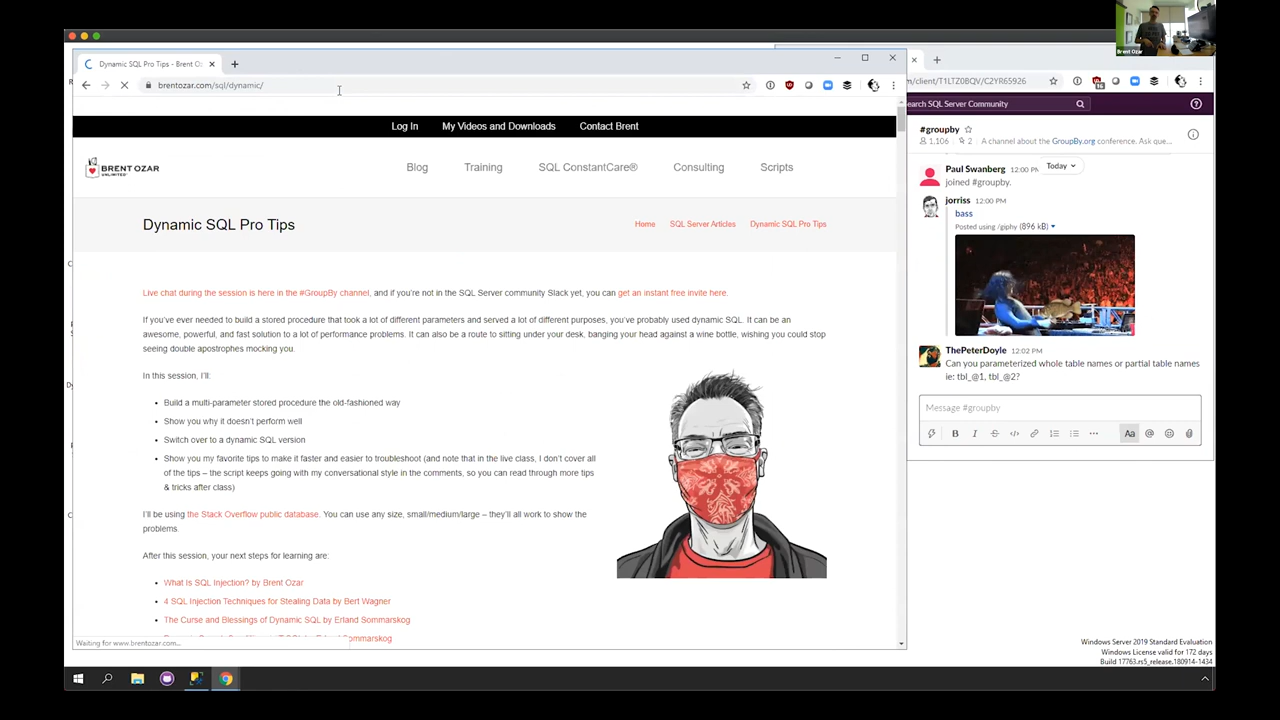 Dynamic SQL Pro Tips - Brent Oz
brentozar.com/sql/dynamic/
Log In My Videos and Downloads Contact Brent
BRENT OZAR
UNLIMITED
Blog Training SQL ConstantCare® Consulting Scripts
Dynamic SQL Pro Tips
Home SQL Server Articles Dynamic SQL Pro Tips
Live chat during the session is here in the #GroupBy channel, and if you're not in the SQL Server community Slack yet, you can get an instant free invite here.
If you've ever needed to build a stored procedure that took a lot of different parameters and served a lot of different purposes, you've probably used dynamic SQL. It can be an
awesome, powerful, and fast solution to a lot of performance problems. It can also be a route to sitting under your desk, banging your head against a wine bottle, wishing you could stop
seeing double apostrophes mocking you.
In this session, I'll:
Build a multi-parameter stored procedure the old-fashioned way
Show you why it doesn't perform well
Switch over to a dynamic SQL version
Show you my favorite tips to make it faster and easier to troubleshoot (and note that in the live class, I don't cover all
of the tips – the script keeps going with my conversational style in the comments, so you can read through more tips
& tricks after class)
I'll be using the Stack Overflow public database. You can use any size, small/medium/large – they'll all work to show the
problems.
After this session, your next steps for learning are:
What Is SQL Injection? by Brent Ozar
4 SQL Injection Techniques for Stealing Data by Bert Wagner
The Curse and Blessings of Dynamic SQL by Erland Sommarskog
Sommarskog
Waiting for www.brentozar.com...
Brent Ozar
m/client/T1LTZ0BQV/C2YR65926
earch SQL Server Community
#groupby
1,106 2 A channel about the GroupBy.org conference. Ask que...
Today
Paul Swanberg 12:00 PM
joined #groupby.
jorriss 12:00 PM
bass
Posted using /giphy (896 kB)
ThePeterDoyle 12:02 PM
Can you parameterized whole table names or partial table names
ie: tbl_@1, tbl_@2?
Message #groupby
B I S Aa
Windows Server 2019 Standard Evaluation
Windows License valid for 172 days
Build 17763.rs5_release.180914-1434